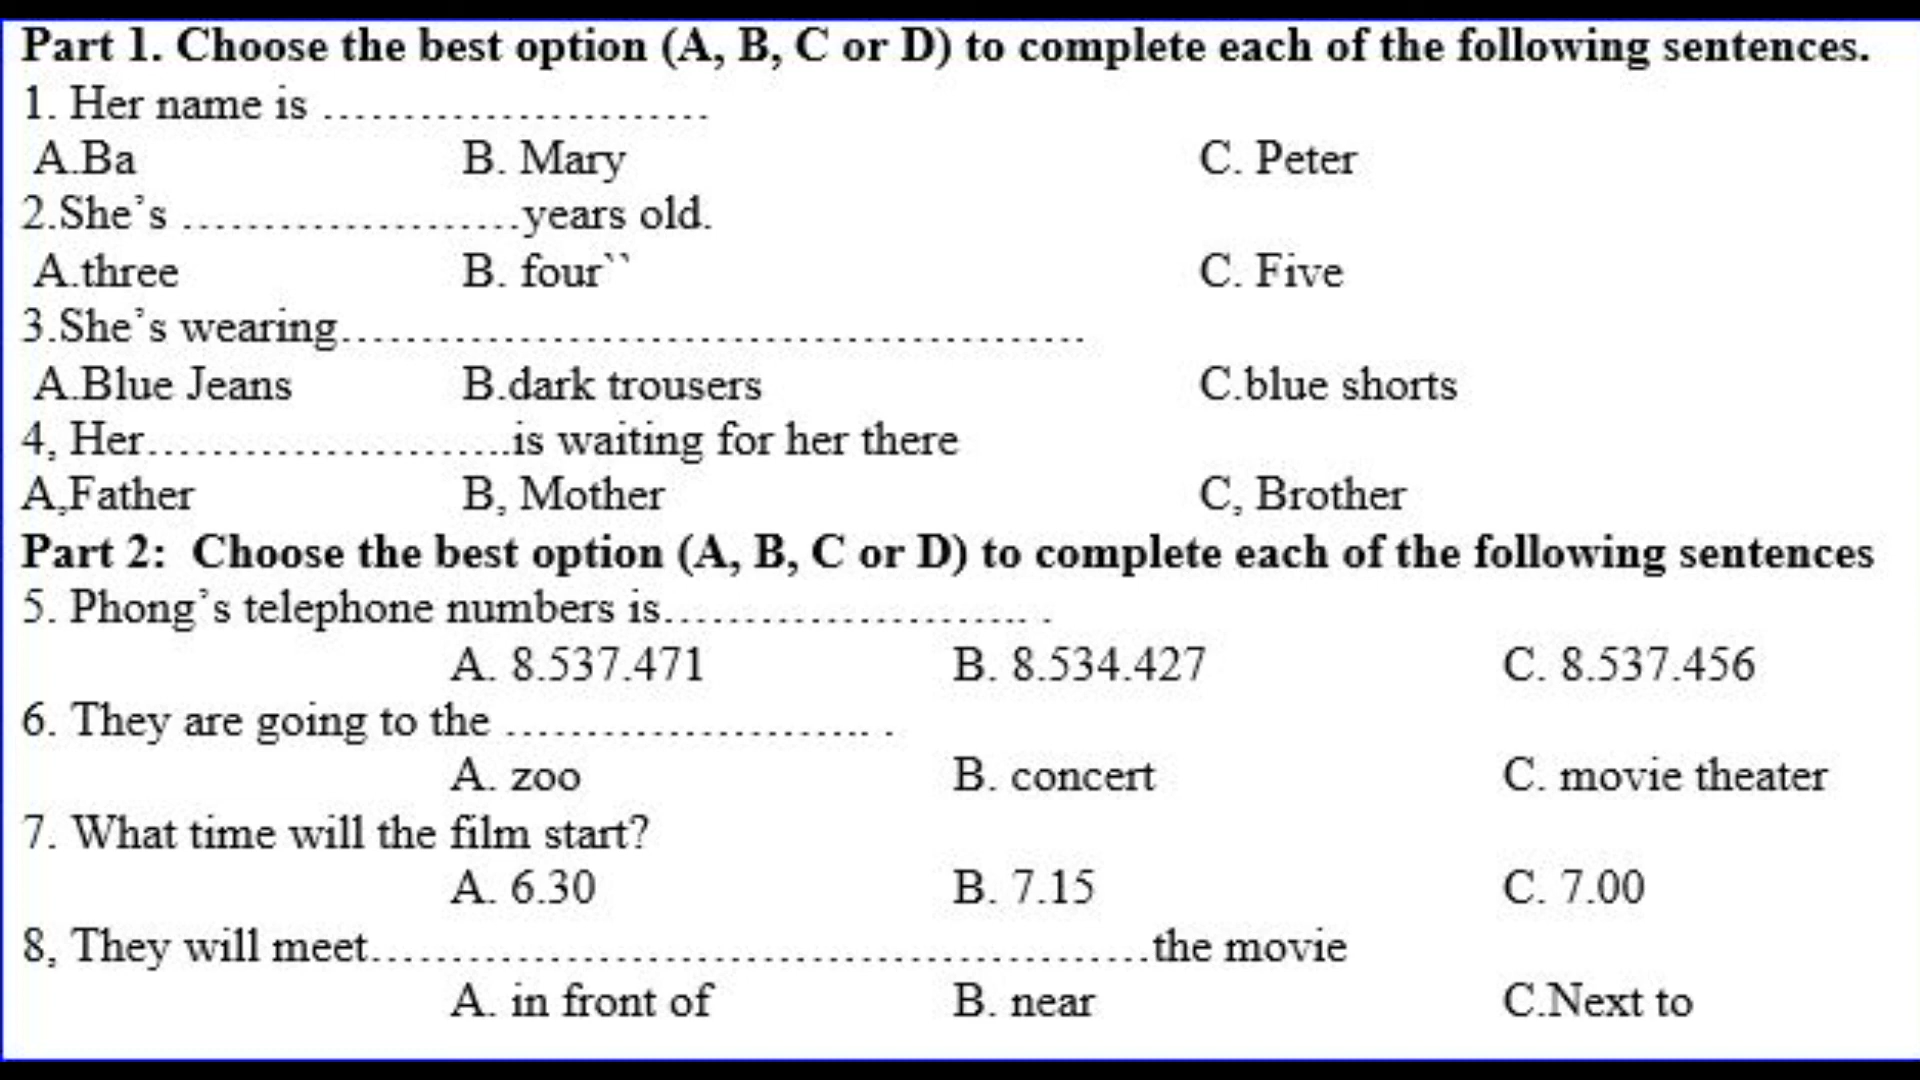 Part 1. Choose the best option (A, B, C or D) to complete each of the following sentences.
1. Her name is ........................
A.Ba B. Mary C. Peter
2.She’s .....................years old.
A.three B. four`` C. Five
3.She’s wearing...............................................
A.Blue Jeans B.dark trousers C.blue shorts
4, Her.......................is waiting for her there
A,Father B, Mother C, Brother
Part 2: Choose the best option (A, B, C or D) to complete each of the following sentences
5. Phong’s telephone numbers is....................... .
A. 8.537.471 B. 8.534.427 C. 8.537.456
6. They are going to the ....................... .
A. zoo B. concert C. movie theater
7. What time will the film start?
A. 6.30 B. 7.15 C. 7.00
8, They will meet.................................................the movie
A. in front of B. near C.Next to